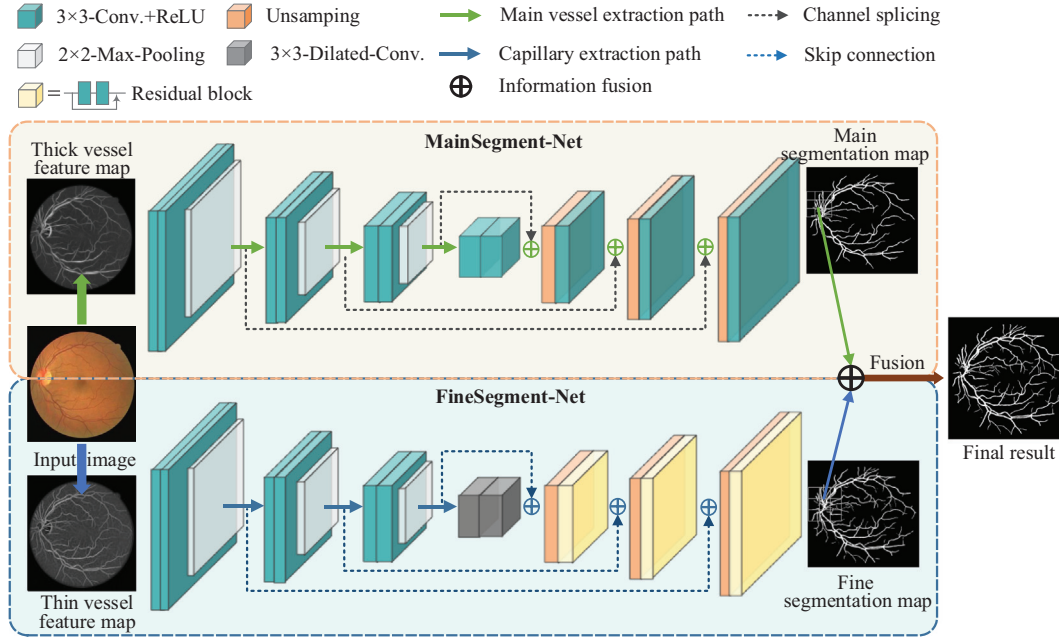 3×3-Conv.+ReLU
Unsamping
Main vessel extraction path
Channel splicing
2×2-Max-Pooling
3×3-Dilated-Conv.
Capillary extraction path
Skip connection
=
Residual block
Information fusion
MainSegment-Net
Thick vessel
feature map
Main
segmentation map
Fusion
FineSegment-Net
Input image
Final result
Thin vessel
feature map
Fine
segmentation map